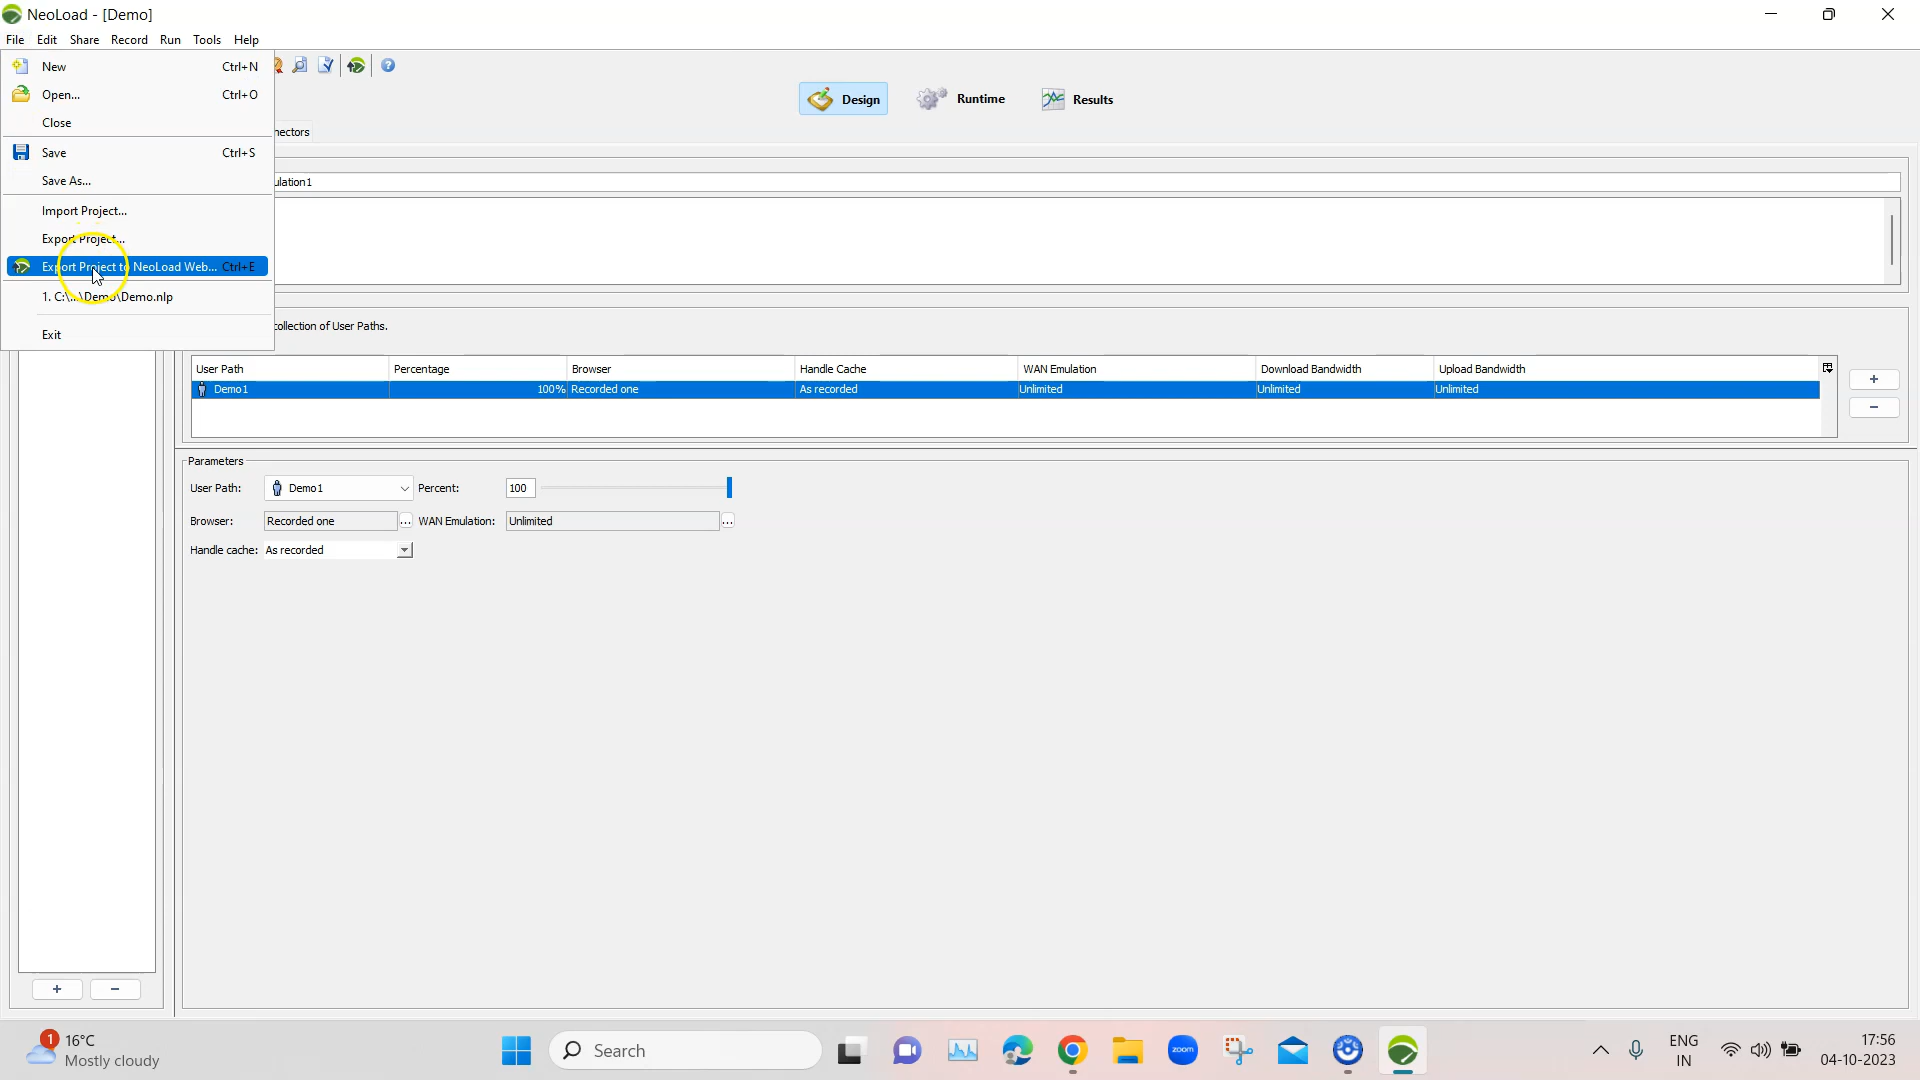 NeoLoad - [Demo]
File Edit Share Record Run Tools Help
New Ctrl+N
Open... Ctrl+O
Close
Save Ctrl+S
Save As...
Import Project...
Export Project...
Export Project to NeoLoad Web... Ctrl+E
1. C:\...\Demo\Demo.nlp
Exit
Design Runtime Results
nectors
ulation1
collection of User Paths.
User Path Percentage Browser Handle Cache WAN Emulation Download Bandwidth Upload Bandwidth
Demo1 100% Recorded one As recorded Unlimited Unlimited Unlimited
+
-
Parameters
User Path: Demo1 Percent: 100
Browser: Recorded one ... WAN Emulation: Unlimited ...
Handle cache: As recorded
+ -
1 16°C
Mostly cloudy
Search
zoom
ENG
IN
17:56
04-10-2023